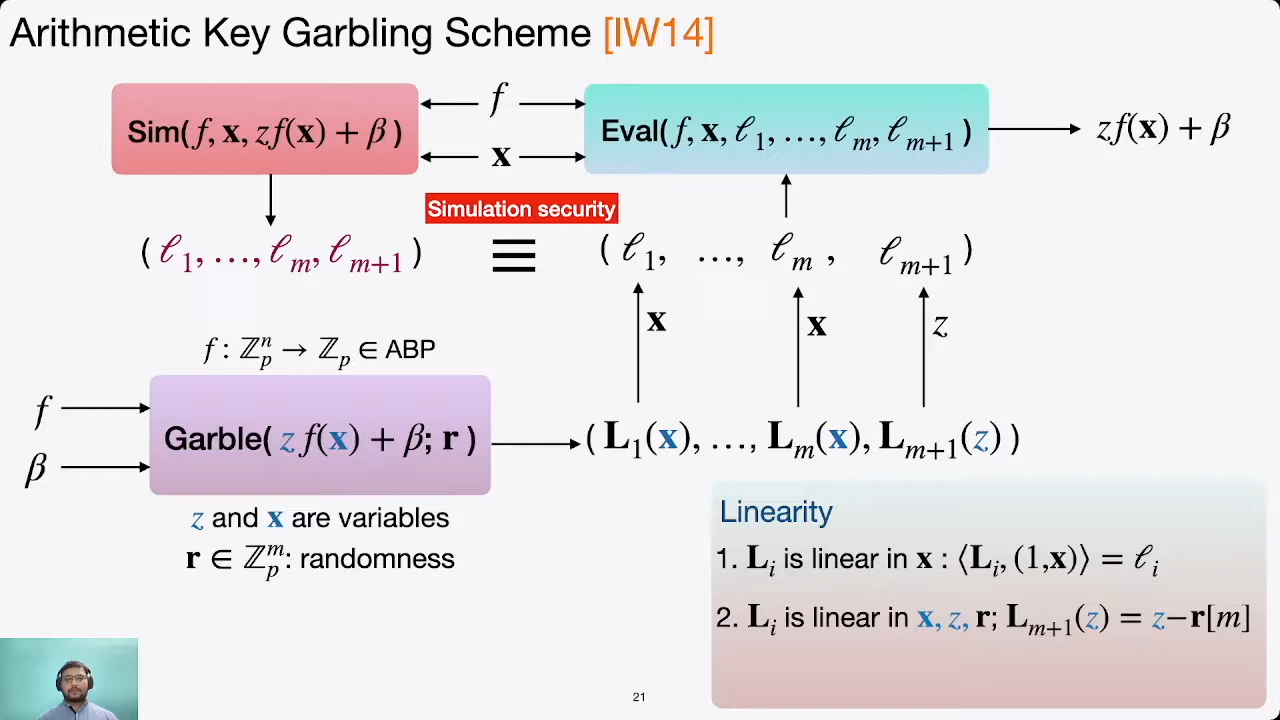 Arithmetic Key Garbling Scheme [IW14]
Sim(f, x, zf(x) + β)
f
x
Eval(f, x, ℓ₁, …, ℓₘ, ℓₘ₊₁)
zf(x) + β
Simulation security
(ℓ₁, …, ℓₘ, ℓₘ₊₁)
≡
(ℓ₁, …, ℓₘ, ℓₘ₊₁)
x
x
z
f : ℤₚⁿ → ℤₚ ∈ ABP
f
β
Garble( z f(x) + β; r )
(L₁(x), …, Lₘ(x), Lₘ₊₁(z))
z and x are variables
r ∈ ℤₚᵐ: randomness
Linearity
1. Lᵢ is linear in x : ⟨Lᵢ, (1,x)⟩ = ℓᵢ
2. Lᵢ is linear in x, z, r; Lₘ₊₁(z) = z−r[m]
21